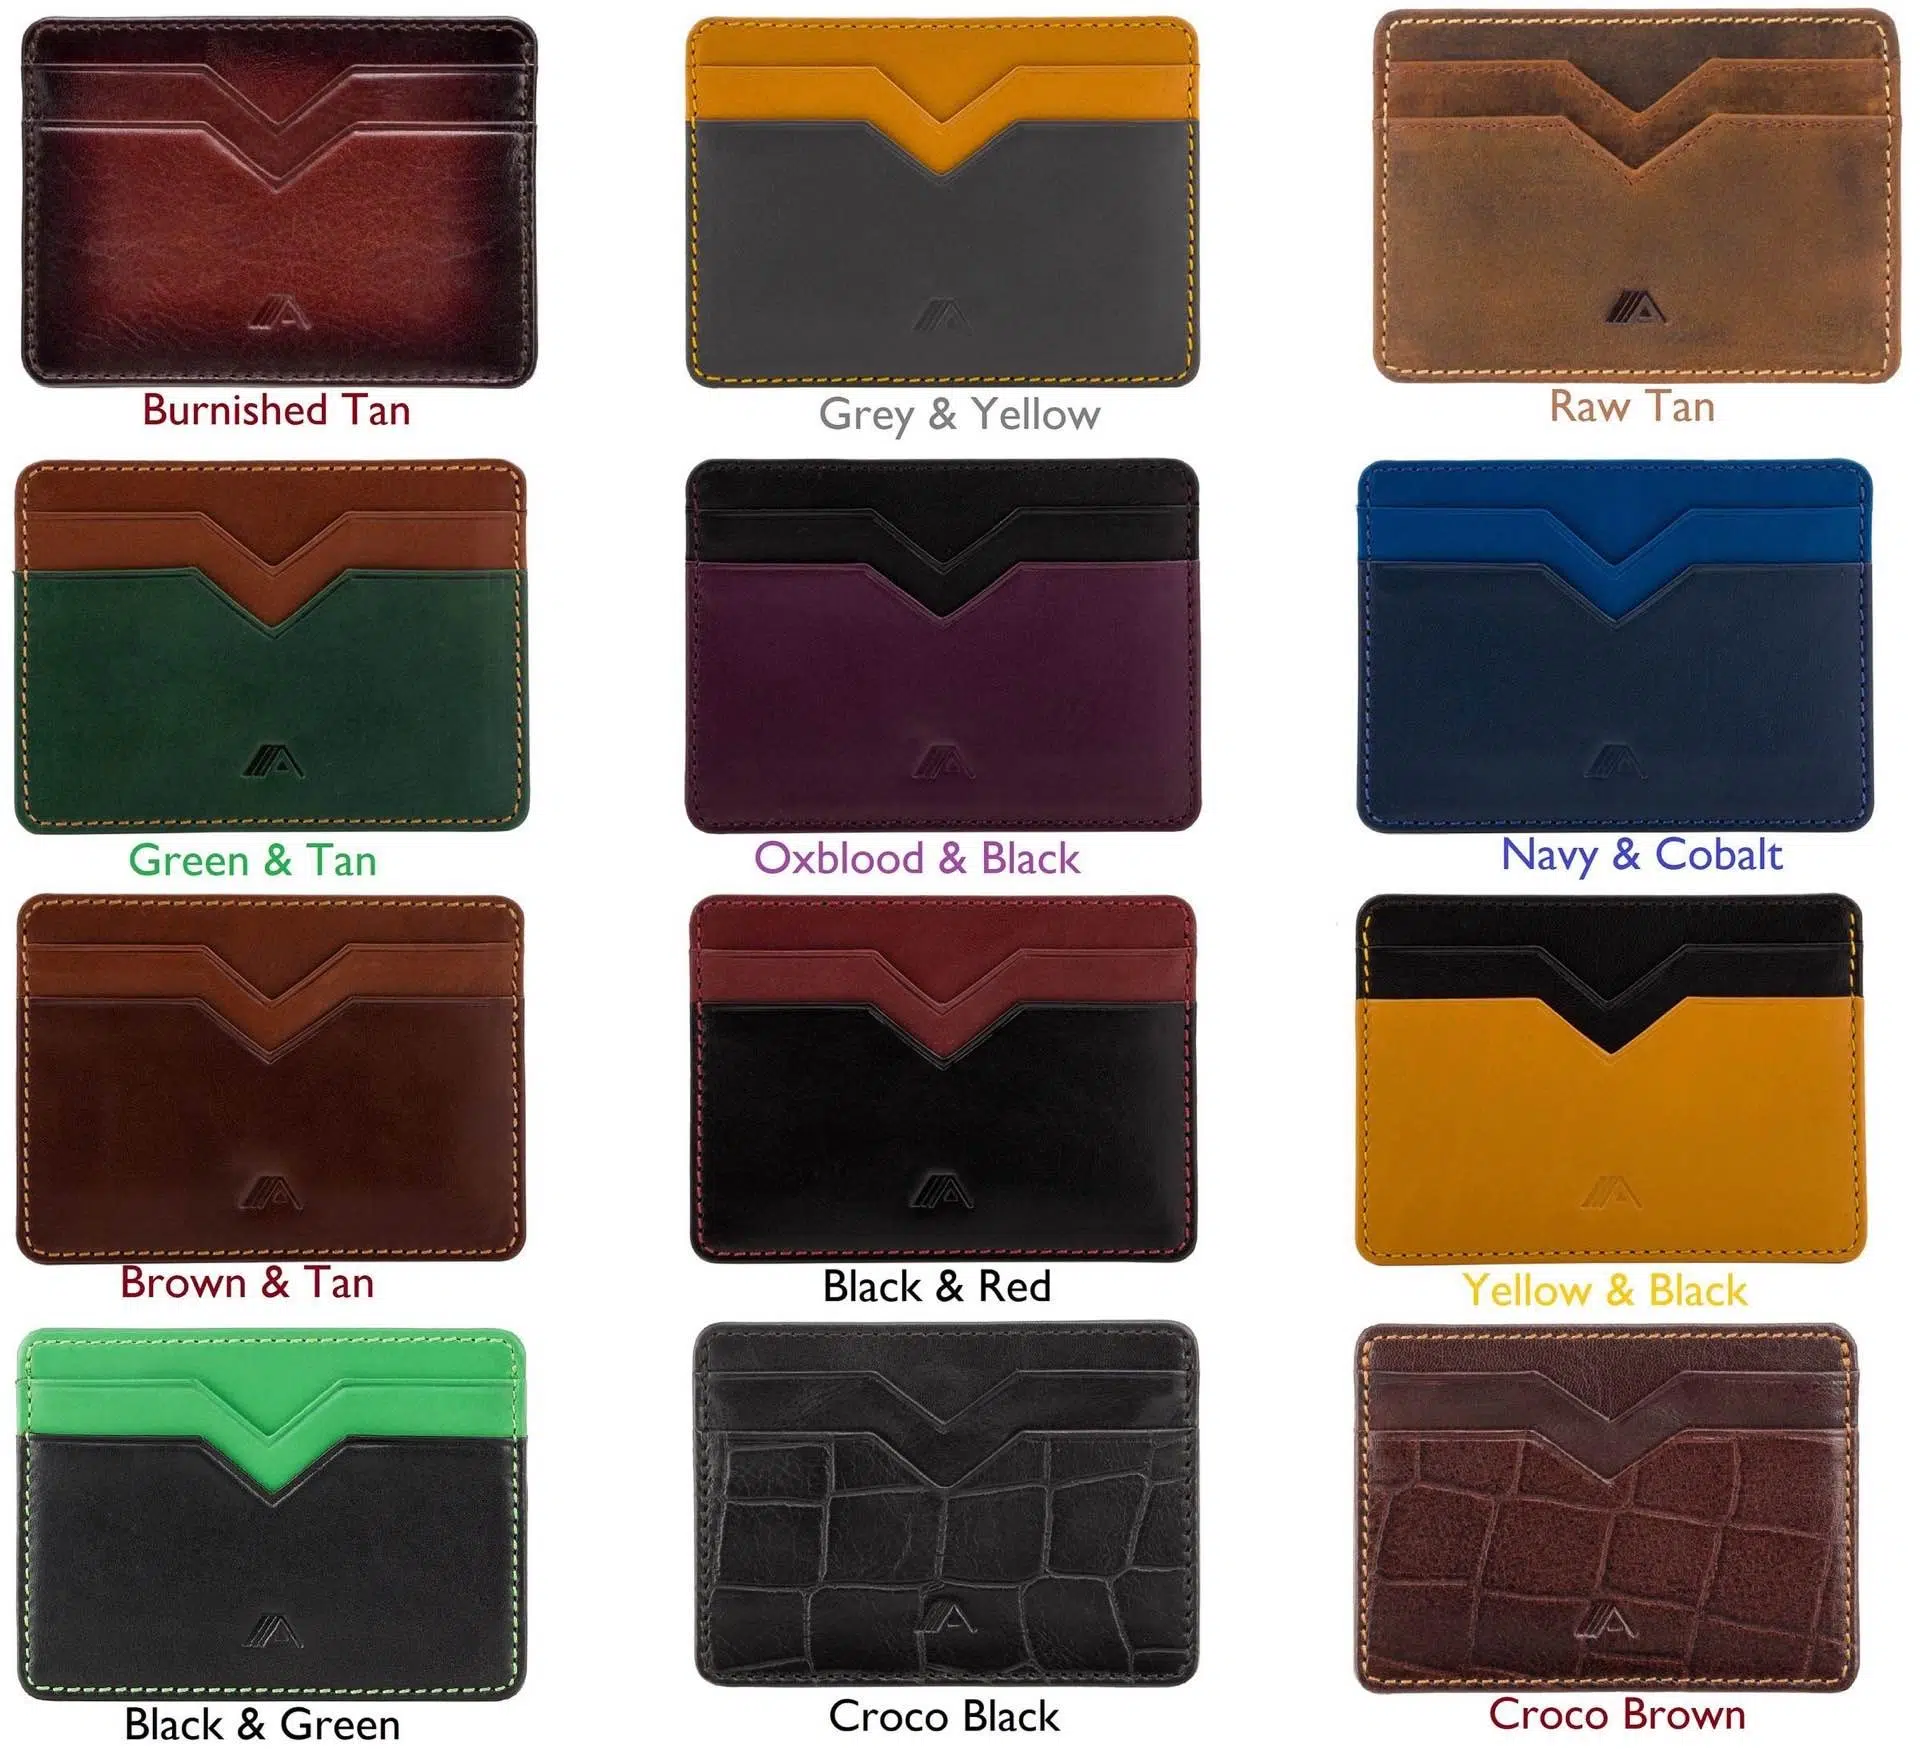 Burnished Tan
Grey & Yellow
Raw Tan
Green & Tan
Oxblood & Black
Navy & Cobalt
Brown & Tan
Black & Red
Yellow & Black
Black & Green
Croco Black
Croco Brown